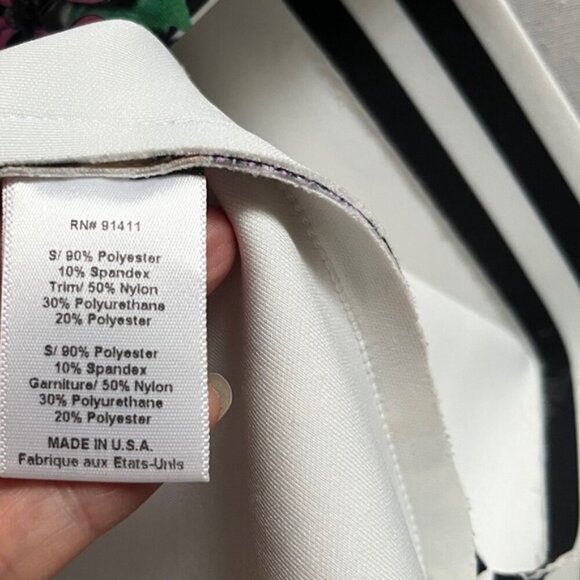 RN# 91411
S/ 90% Polyester
10% Spandex
Trim/ 50% Nylon
30% Polyurethane
20% Polyester
S/ 90% Polyester
10% Spandex
Garniture/ 50% Nylon
30% Polyurethane
20% Polyester
MADE IN U.S.A.
Fabrique aux Etats-Unis